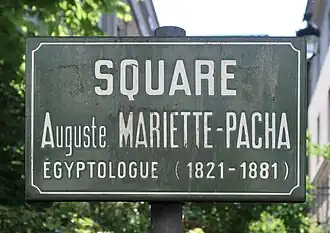 SQUARE
Auguste MARIETTE-PACHA
ÉGYPTOLOGUE (1821-1881)